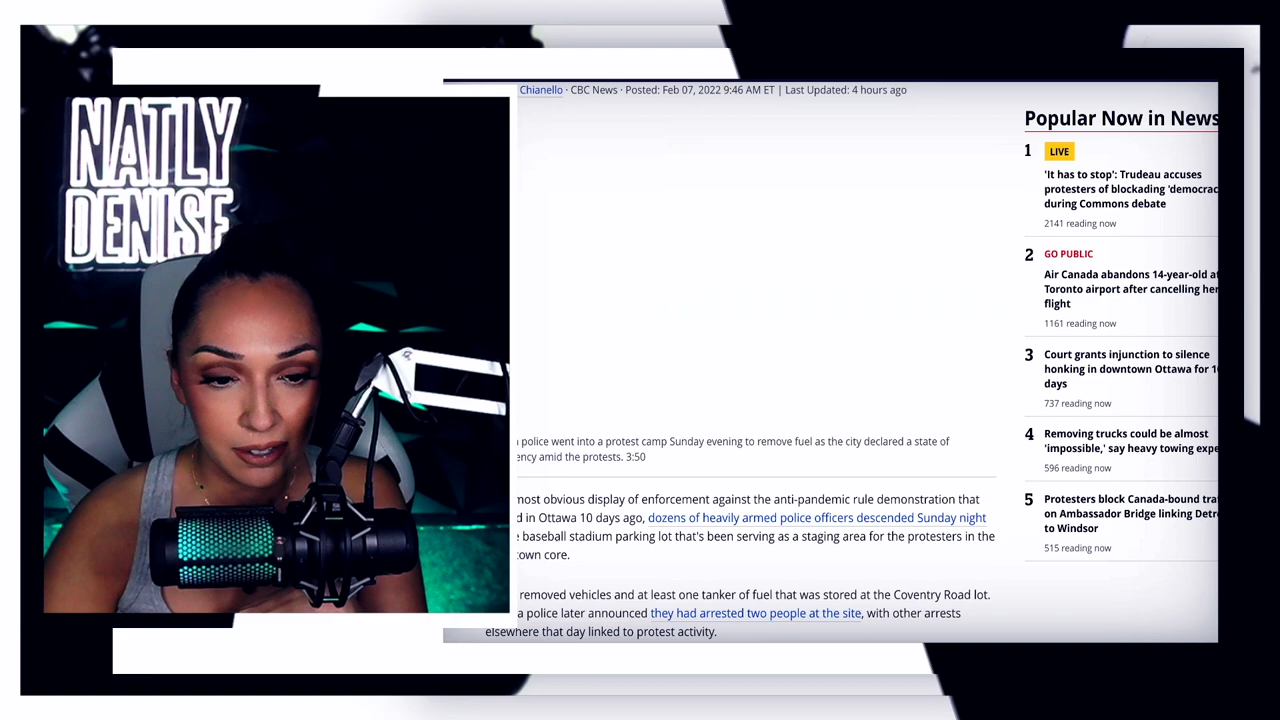 NATLY
DENISE
Chianello · CBC News · Posted: Feb 07, 2022 9:46 AM ET | Last Updated: 4 hours ago
police went into a protest camp Sunday evening to remove fuel as the city declared a state of
ency amid the protests. 3:50
most obvious display of enforcement against the anti-pandemic rule demonstration that
d in Ottawa 10 days ago, dozens of heavily armed police officers descended Sunday night
e baseball stadium parking lot that's been serving as a staging area for the protesters in the
town core.
removed vehicles and at least one tanker of fuel that was stored at the Coventry Road lot.
a police later announced they had arrested two people at the site, with other arrests
elsewhere that day linked to protest activity.
Popular Now in News
1 LIVE
'It has to stop': Trudeau accuses
protesters of blockading 'democrac
during Commons debate
2141 reading now
2 GO PUBLIC
Air Canada abandons 14-year-old at
Toronto airport after cancelling her
flight
1161 reading now
3 Court grants injunction to silence
honking in downtown Ottawa for 1
days
737 reading now
4 Removing trucks could be almost
'impossible,' say heavy towing expe
596 reading now
5 Protesters block Canada-bound tra
on Ambassador Bridge linking Detr
to Windsor
515 reading now